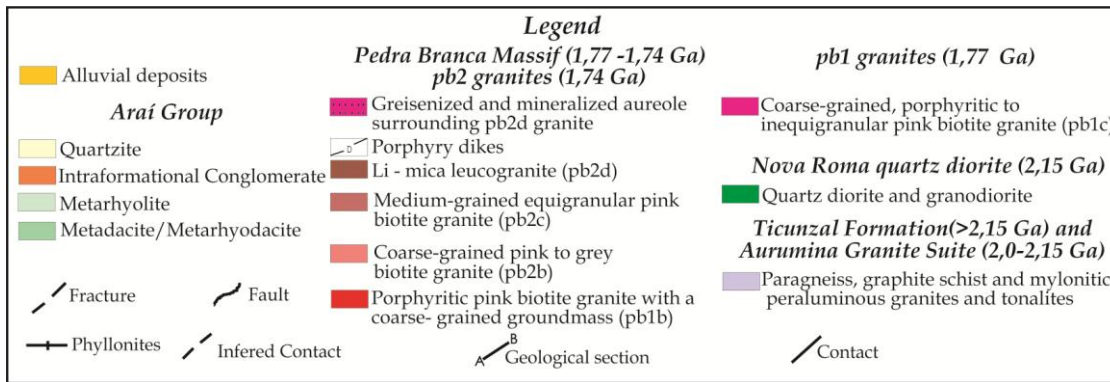 Legend
Alluvial deposits
Araí Group
Quartzite
Intraformational Conglomerate
Metarhyolite
Metadacite/Metarhyodacite
Fracture
Fault
Phyllonites
Infered Contact
Pedra Branca Massif (1,77 -1,74 Ga)
pb2 granites (1,74 Ga)
Greisenized and mineralized aureole
surrounding pb2d granite
D
Porphyry dikes
Li - mica leucogranite (pb2d)
Medium-grained equigranular pink
biotite granite (pb2c)
Coarse-grained pink to grey
biotite granite (pb2b)
Porphyritic pink biotite granite with a
coarse- grained groundmass (pb1b)
A B
Geological section
pb1 granites (1,77 Ga)
Coarse-grained, porphyritic to
inequigranular pink biotite granite (pb1c)
Nova Roma quartz diorite (2,15 Ga)
Quartz diorite and granodiorite
Ticunzal Formation(>2,15 Ga) and
Aurumina Granite Suite (2,0-2,15 Ga)
Paragneiss, graphite schist and mylonitic
peraluminous granites and tonalites
Contact